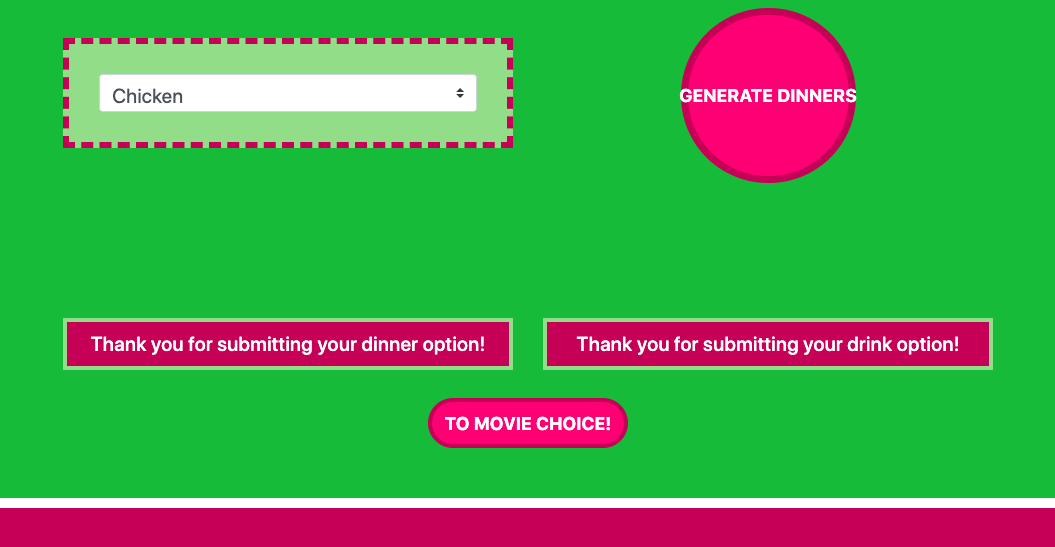 Chicken
GENERATE DINNERS
Thank you for submitting your dinner option!
Thank you for submitting your drink option!
TO MOVIE CHOICE!